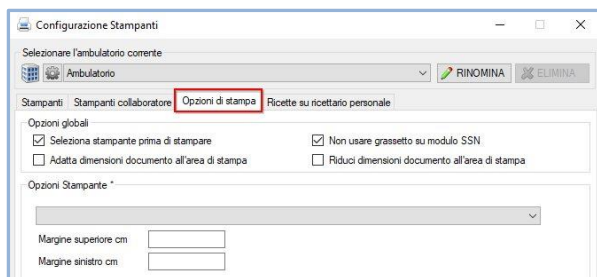 Configurazione Stampanti
Selezionare l'ambulatorio corrente
Ambulatorio RINOMINA ELIMINA
Stampanti Stampanti collaboratore Opzioni di stampa Ricette su ricettario personale
Opzioni globali
Seleziona stampante prima di stampare Non usare grassetto su modulo SSN
Adatta dimensioni documento all'area di stampa Riduci dimensioni documento all'area di stampa
Opzioni Stampante *
Margine superiore cm
Margine sinistro cm